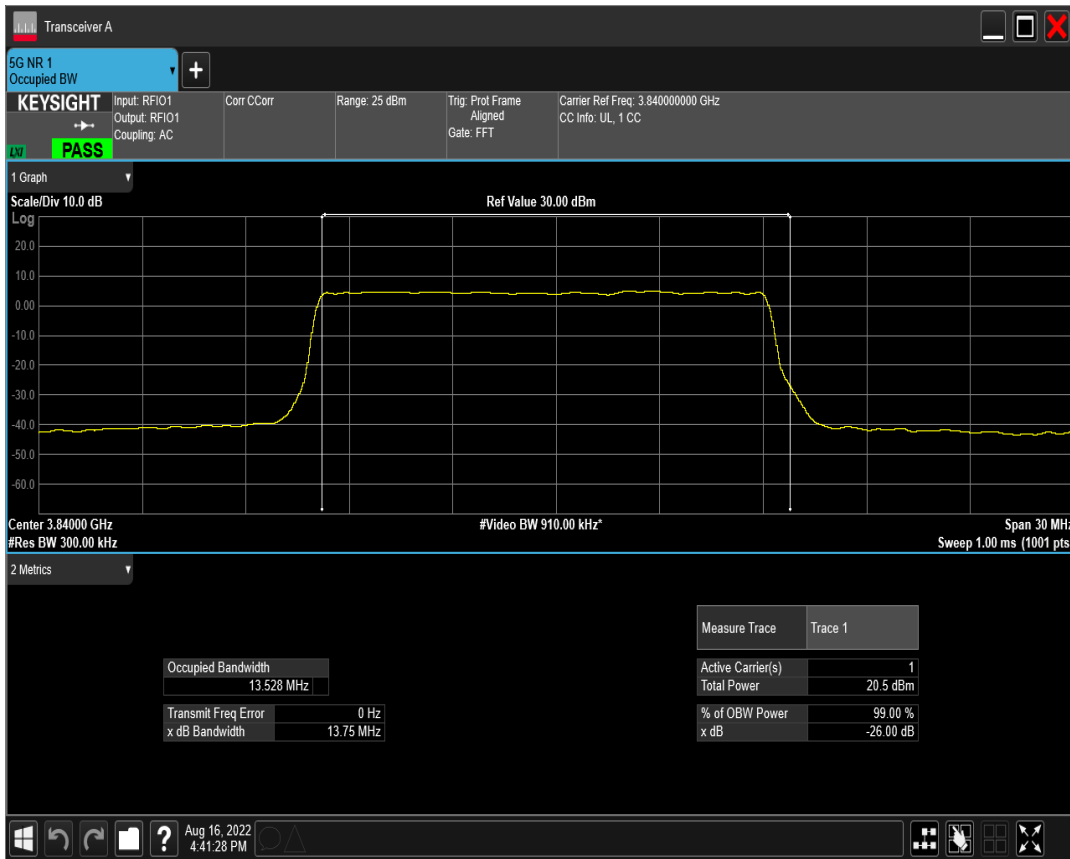 Transceiver A
5G NR 1
Occupied BW
+
KEYSIGHT
Input: RFIO1
Output: RFIO1
Coupling: AC
Corr CCorr
Range: 25 dBm
Trig: Prot Frame
Aligned
Gate: FFT
Carrier Ref Freq: 3.840000000 GHz
CC Info: UL, 1 CC
LXI
PASS
1 Graph
Scale/Div 10.0 dB
Ref Value 30.00 dBm
Log
20.0
10.0
0.00
-10.0
-20.0
-30.0
-40.0
-50.0
-60.0
Center 3.84000 GHz
#Video BW 910.00 kHz*
Span 30 MHz
#Res BW 300.00 kHz
Sweep 1.00 ms (1001 pts
2 Metrics
Measure Trace Trace 1
Occupied Bandwidth
13.528 MHz
Active Carrier(s) 1
Total Power 20.5 dBm
Transmit Freq Error 0 Hz
x dB Bandwidth 13.75 MHz
% of OBW Power 99.00 %
x dB -26.00 dB
?
Aug 16, 2022
4:41:28 PM